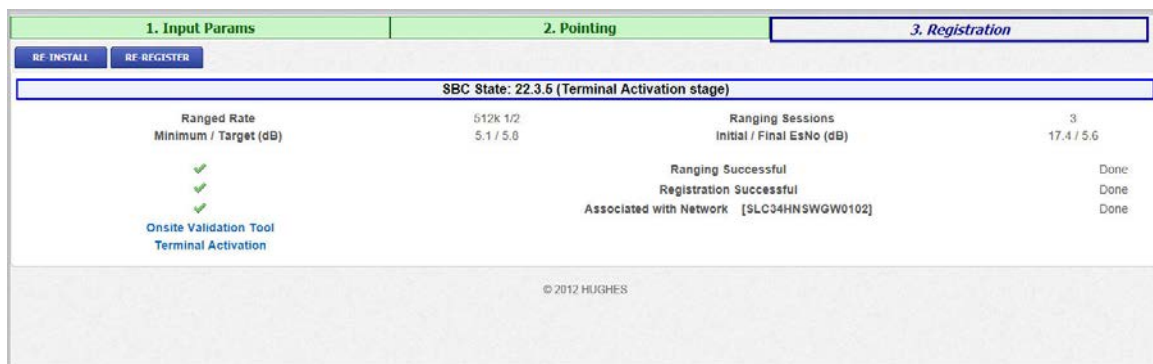 1. Input Params 2. Pointing 3. Registration
RE-INSTALL RE-REGISTER
SBC State: 22.3.5 (Terminal Activation stage)
Ranged Rate 512k 1/2 Ranging Sessions 3
Minimum / Target (dB) 5.1 / 5.8 Initial / Final EsNo (dB) 17.4 / 5.6
Ranging Successful Done
Registration Successful Done
Associated with Network [SLC34HNSWGW0102] Done
Onsite Validation Tool
Terminal Activation
© 2012 HUGHES